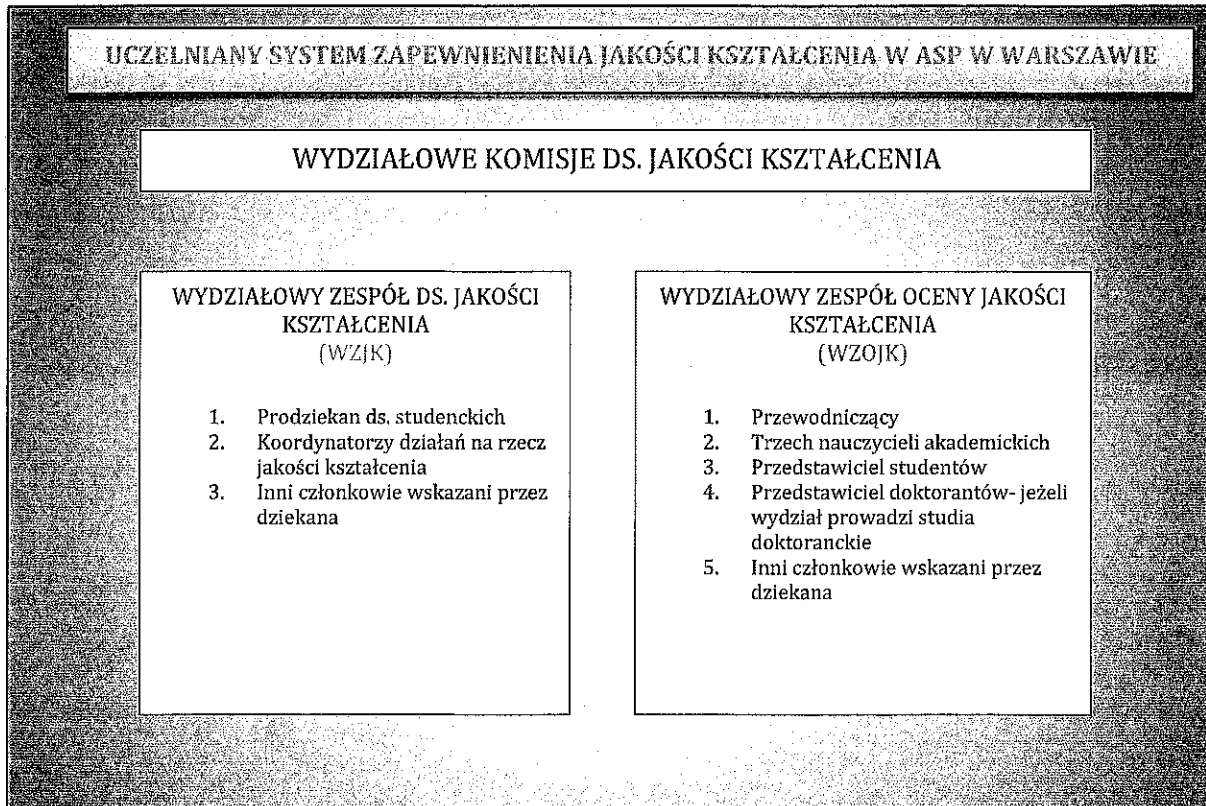 UCZELNIANY SYSTEM ZAPEWNIENIENIA JAKOŚCI KSZTAŁCENIA W ASP W WARSZAWIE
WYDZIAŁOWE KOMISJE DS. JAKOŚCI KSZTAŁCENIA
WYDZIAŁOWY ZESPÓŁ DS. JAKOŚCI
KSZTAŁCENIA
(WZJK)
1. Prodziekan ds. studenckich
2. Koordynatorzy działań na rzecz
jakości kształcenia
3. Inni członkowie wskazani przez
dziekana
WYDZIAŁOWY ZESPÓŁ OCENY JAKOŚCI
KSZTAŁCENIA
(WZOJK)
1. Przewodniczący
2. Trzech nauczycieli akademickich
3. Przedstawiciel studentów
4. Przedstawiciel doktorantów- jeżeli
wydział prowadzi studia
doktoranckie
5. Inni członkowie wskazani przez
dziekana